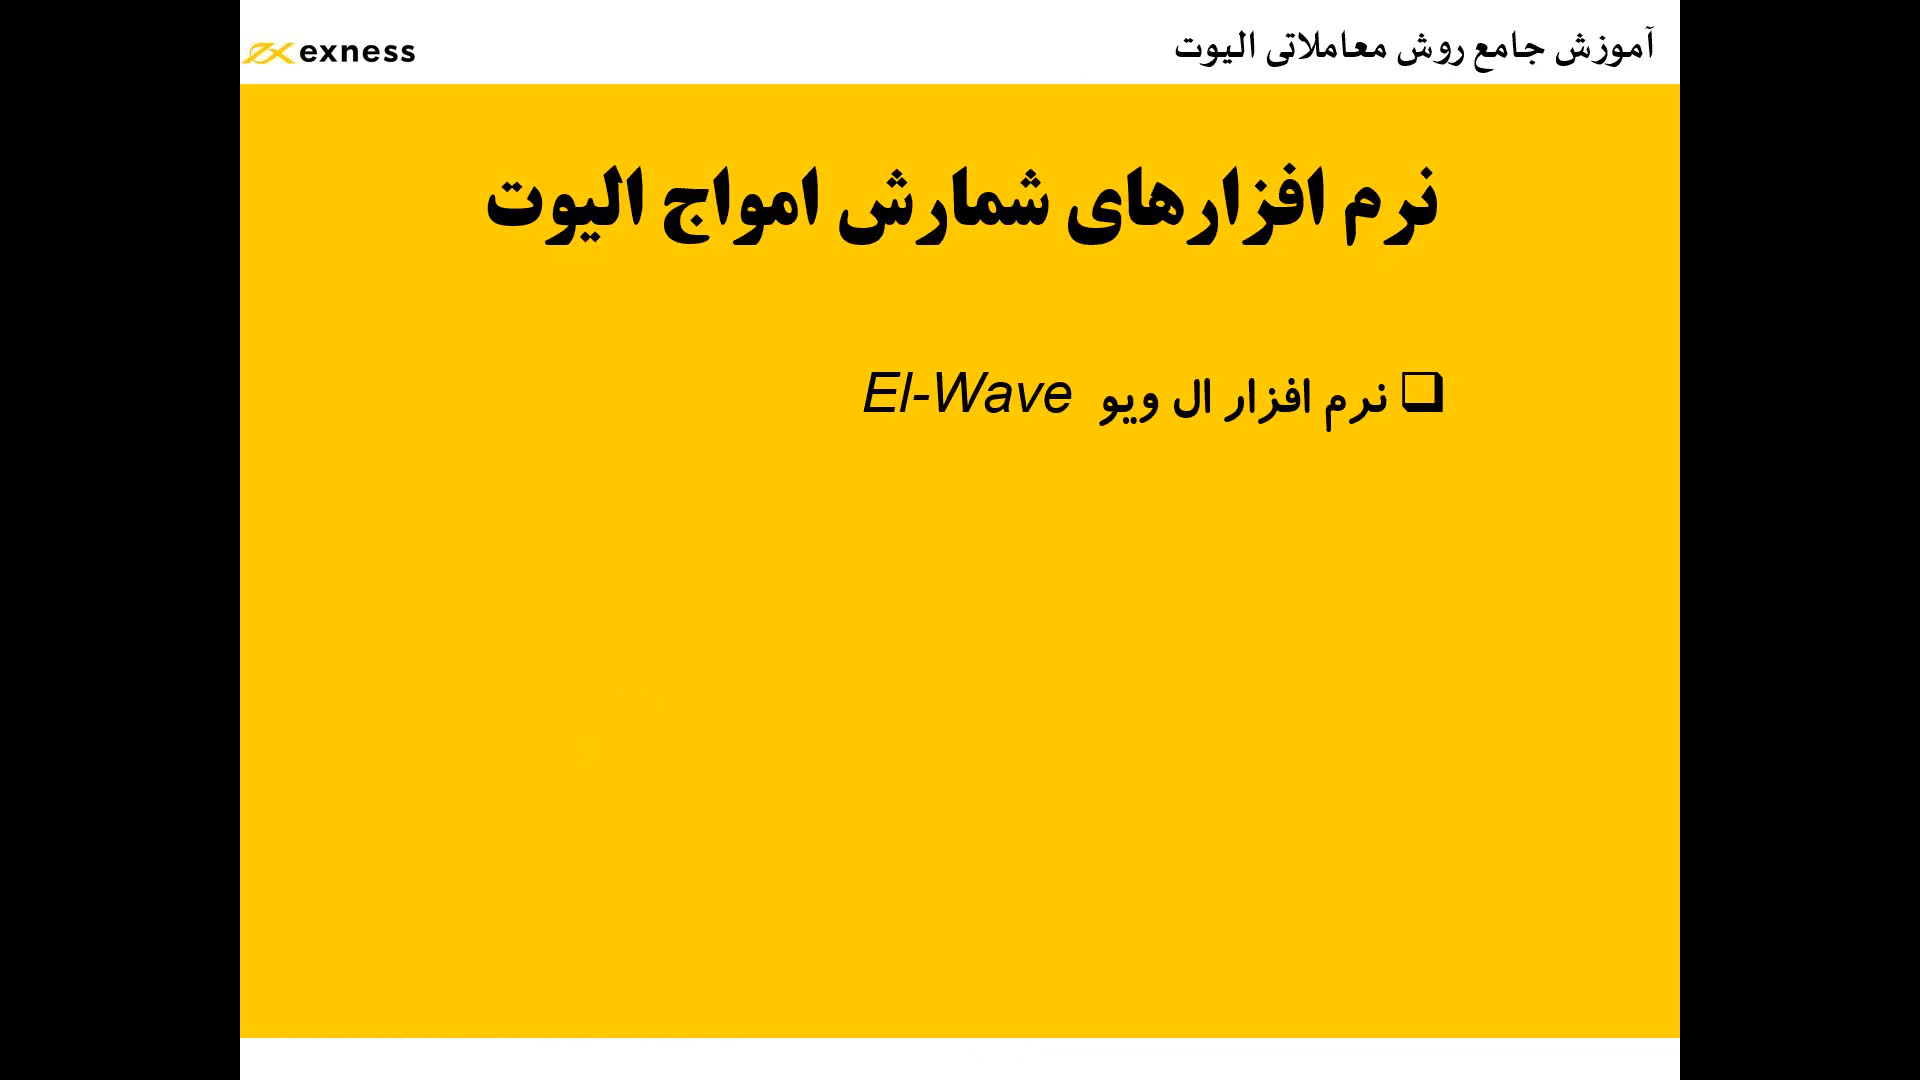 آموزش جامع روش معاملاتی الیوت
exness
نرم افزارهای شمارش امواج الیوت
❑ نرم افزار ال ویو El-Wave